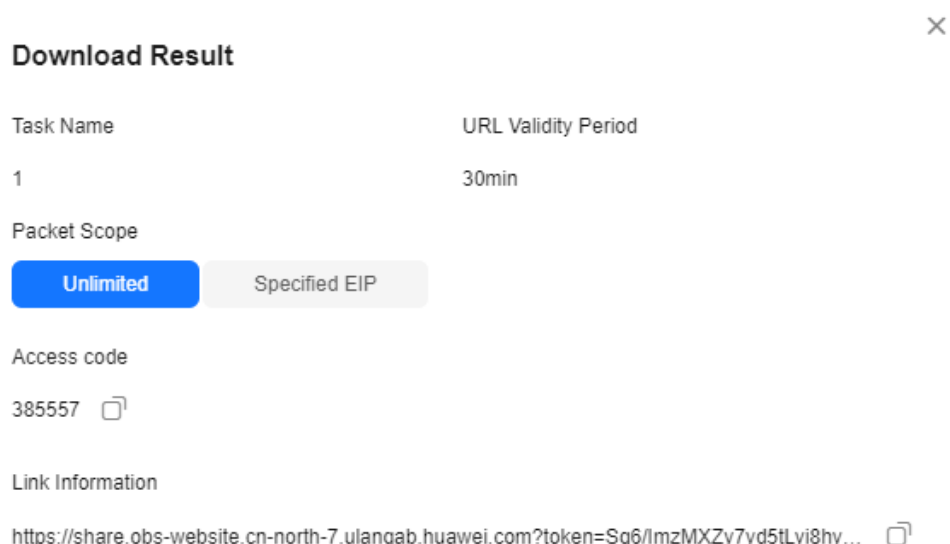 Download Result
Task Name
URL Validity Period
1
30min
Packet Scope
Unlimited
Specified EIP
Access code
385557
Link Information
https://share.obs-website.cn-north-7.ulanqab.huawei.com?token=Sg6/ImzMXZv7vd5tLvi8hv...